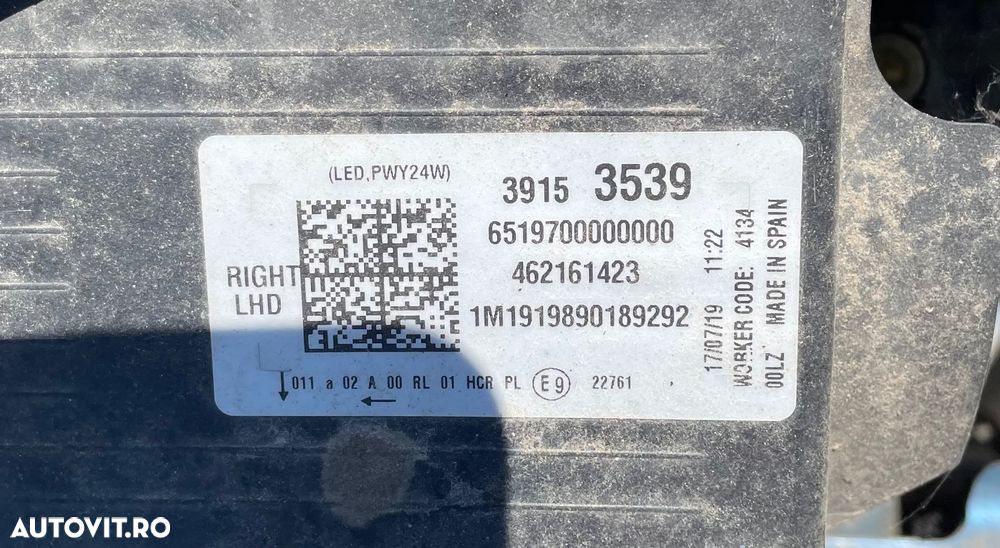 (LED,PWY24W)
3915 3539
6519700000000
462161423
1M1919890189292
RIGHT
LHD
011 a 02 A 00 RL 01 HCR PL E9 22761
17/07/19 11:22
WORKER CODE: 4134
00LZ MADE IN SPAIN
AUTOVIT.RO